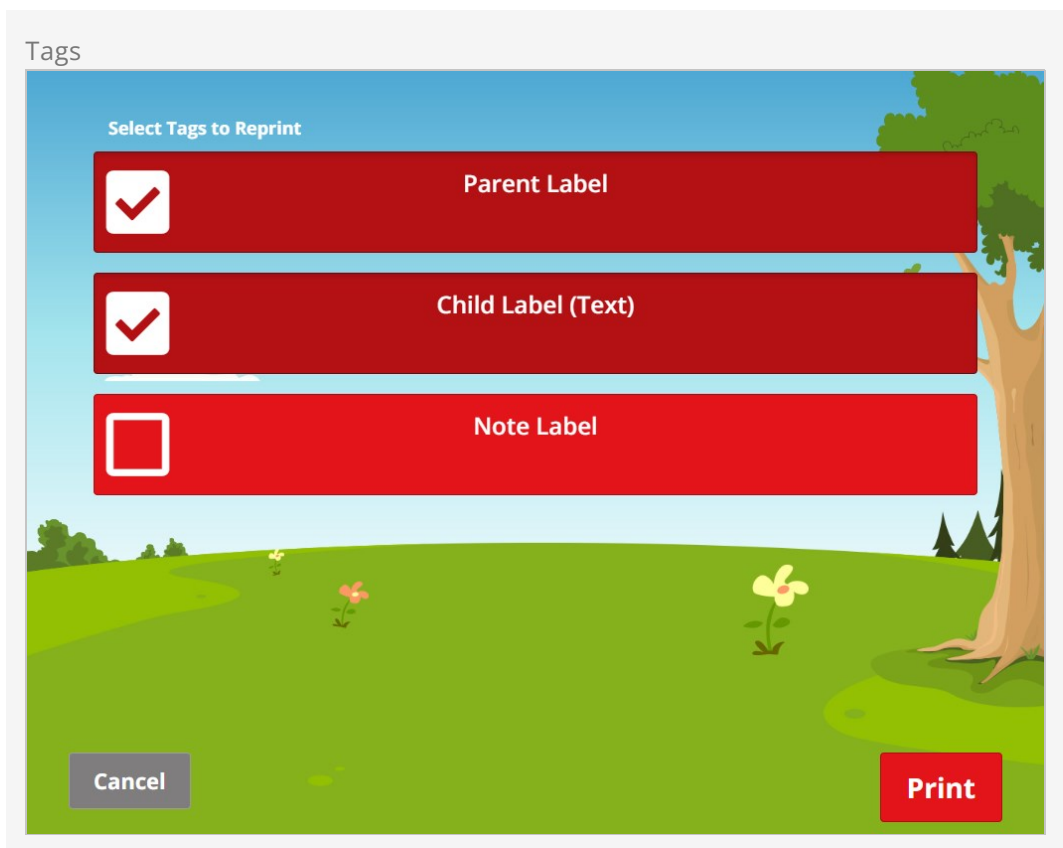 Tags
Select Tags to Reprint
Parent Label
Child Label (Text)
Note Label
Cancel
Print